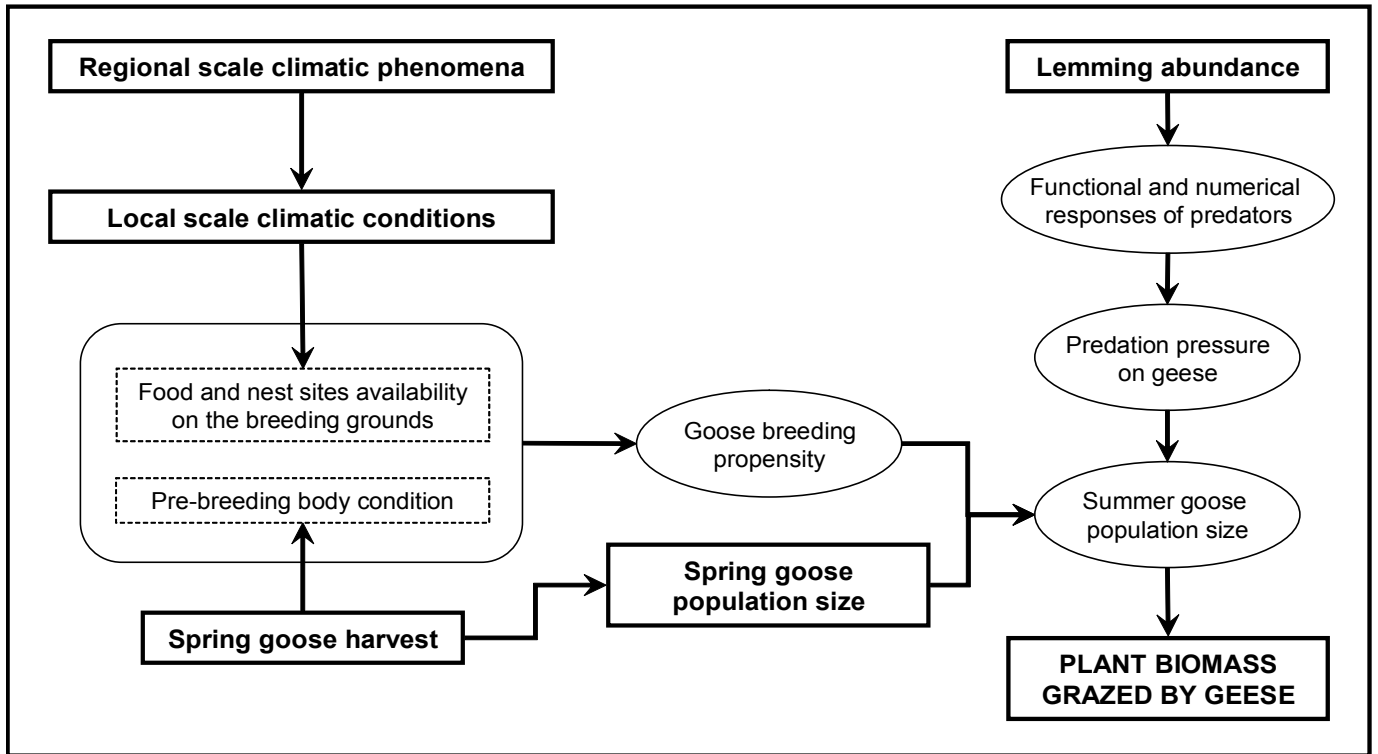 Regional scale climatic phenomena
Lemming abundance
Functional and numerical
responses of predators
Local scale climatic conditions
Predation pressure
on geese
Food and nest sites availability
on the breeding grounds
Goose breeding
propensity
Pre-breeding body condition
Summer goose
population size
Spring goose
population size
Spring goose harvest
PLANT BIOMASS
GRAZED BY GEESE